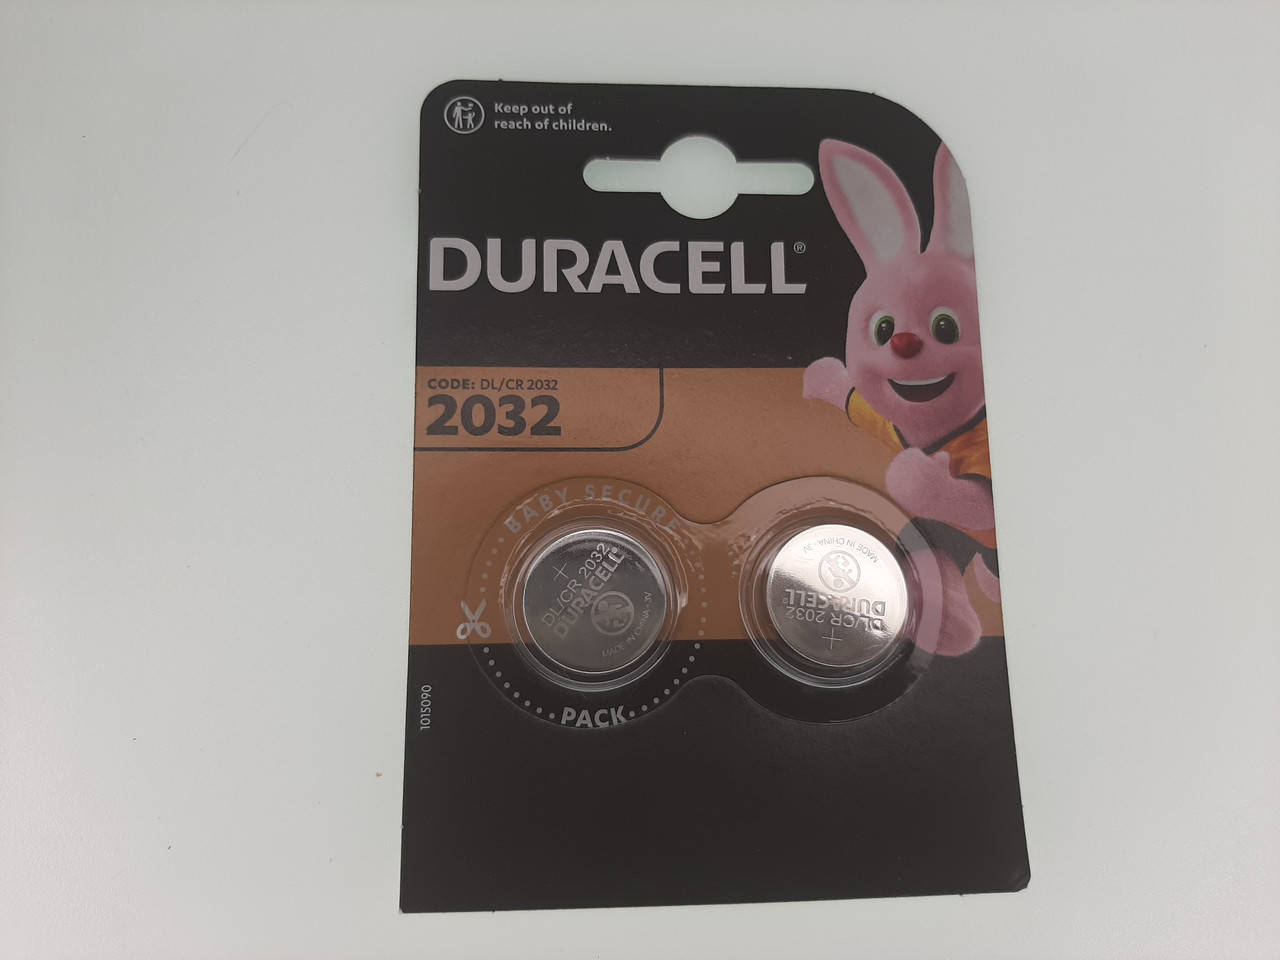 Keep out of
reach of children.
DURACELL®
CODE: DL/CR 2032
2032
BABY SECURE
PACK
DL/CR 2032
DURACELL
MADE IN CHINA - 3V
MADE IN CHINA - 3V
DURACELL
DL/CR 2032
1015090